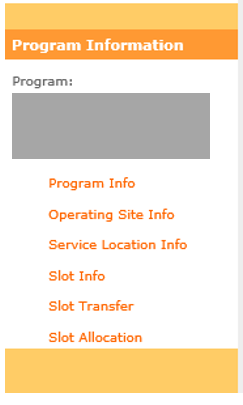 Program Information
Program:
Program Info
Operating Site Info
Service Location Info
Slot Info
Slot Transfer
Slot Allocation